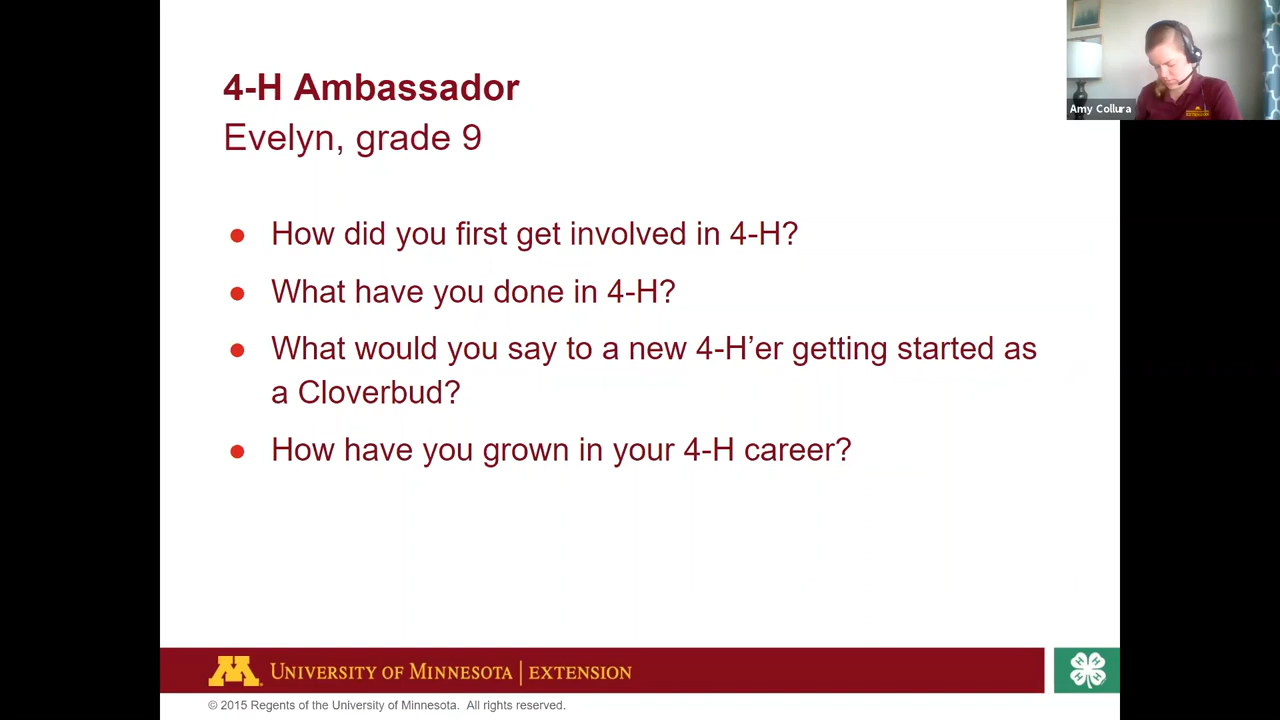 4-H Ambassador
Evelyn, grade 9
● How did you first get involved in 4-H?
● What have you done in 4-H?
● What would you say to a new 4-H’er getting started as
a Cloverbud?
● How have you grown in your 4-H career?
Amy Collura
EXTENSION
M
UNIVERSITY OF MINNESOTA | EXTENSION
© 2015 Regents of the University of Minnesota. All rights reserved.